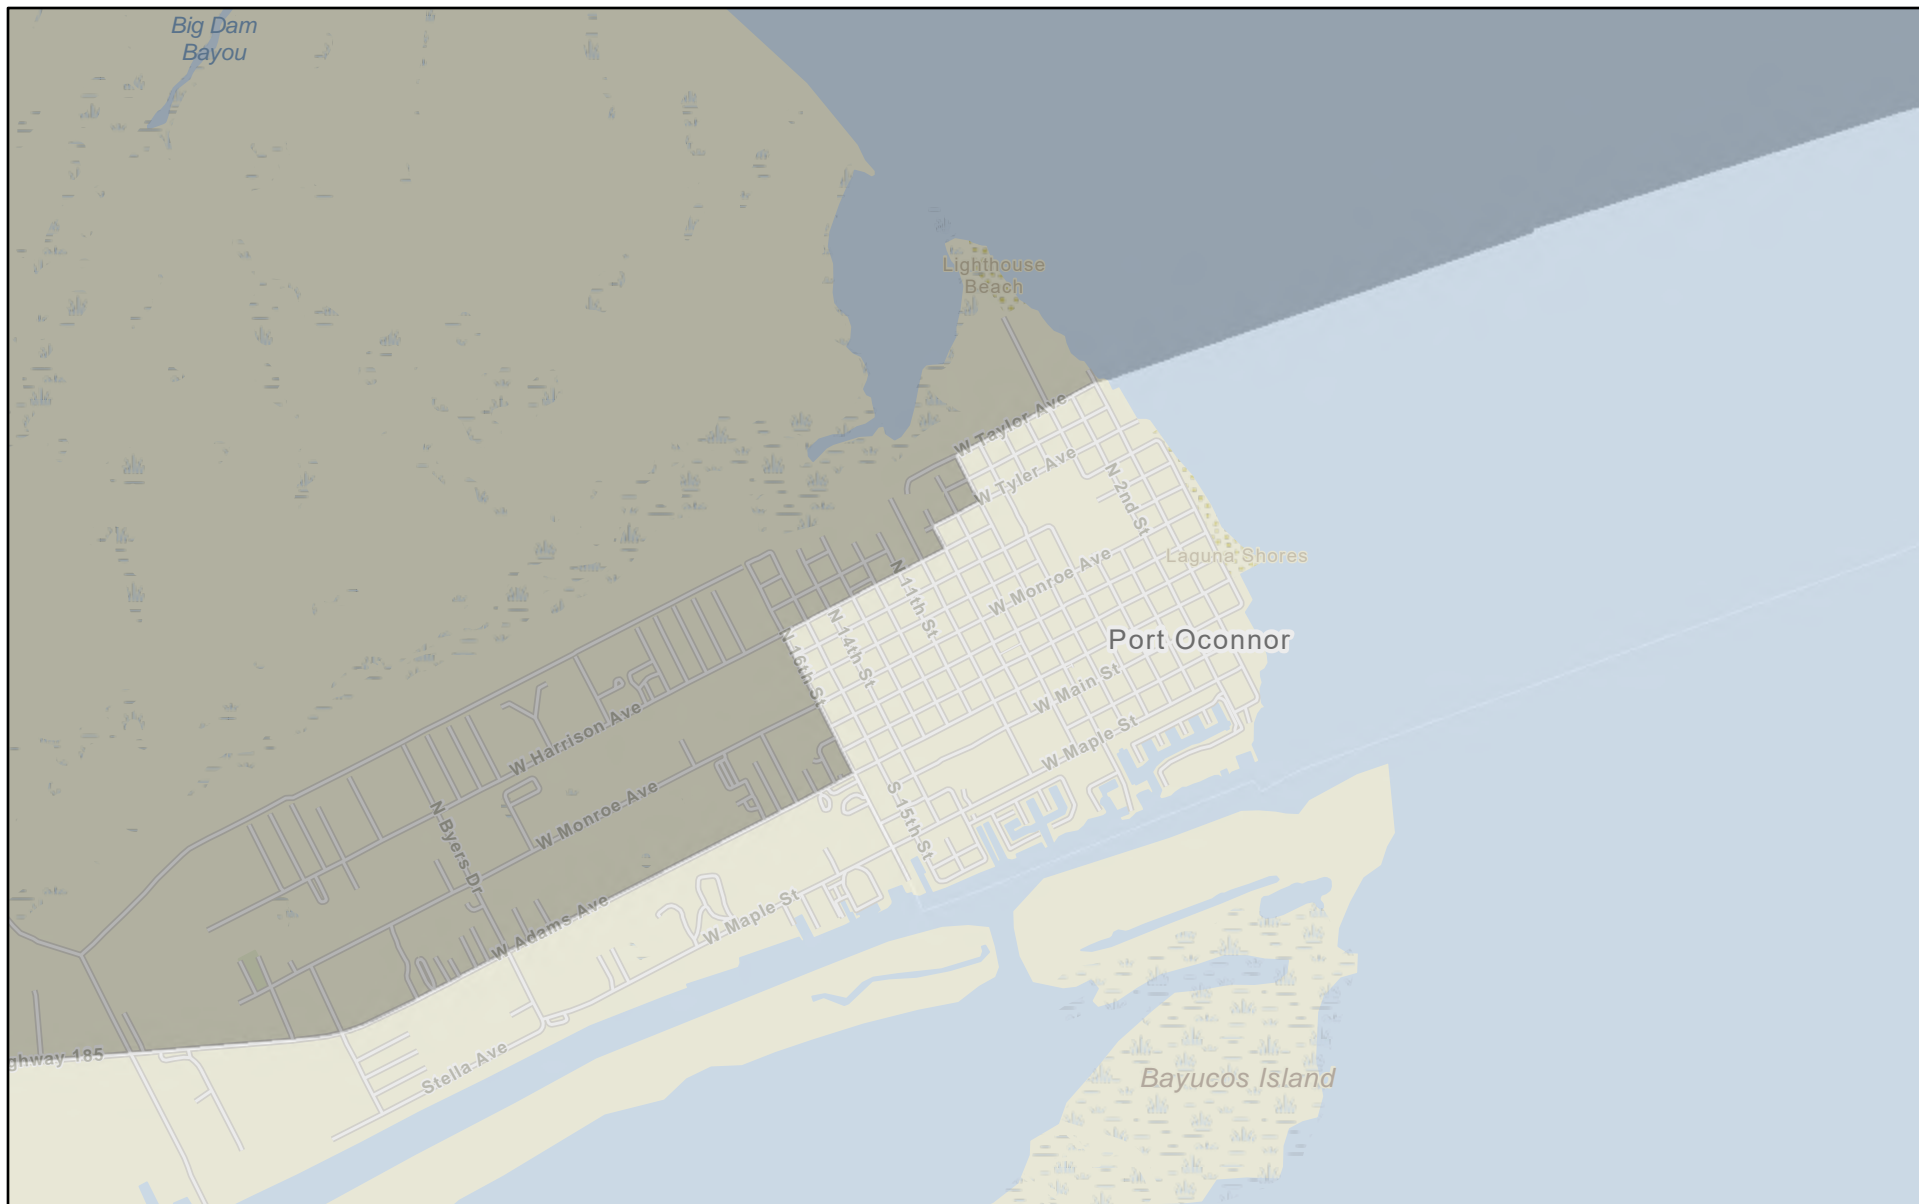 Big Dam
Bayou
Lighthouse
Beach
W Taylor Ave
W Tyler Ave
N 2nd St
Laguna Shores
W Monroe Ave
N 11th St
N 14th St
N 16th St
Port Oconnor
W Main St
W Harrison Ave
W Maple St
W Monroe Ave
N Byers Dr
S 15th St
W Adams Ave
W Maple St
ghway 185
Stella Ave
Bayucos Island